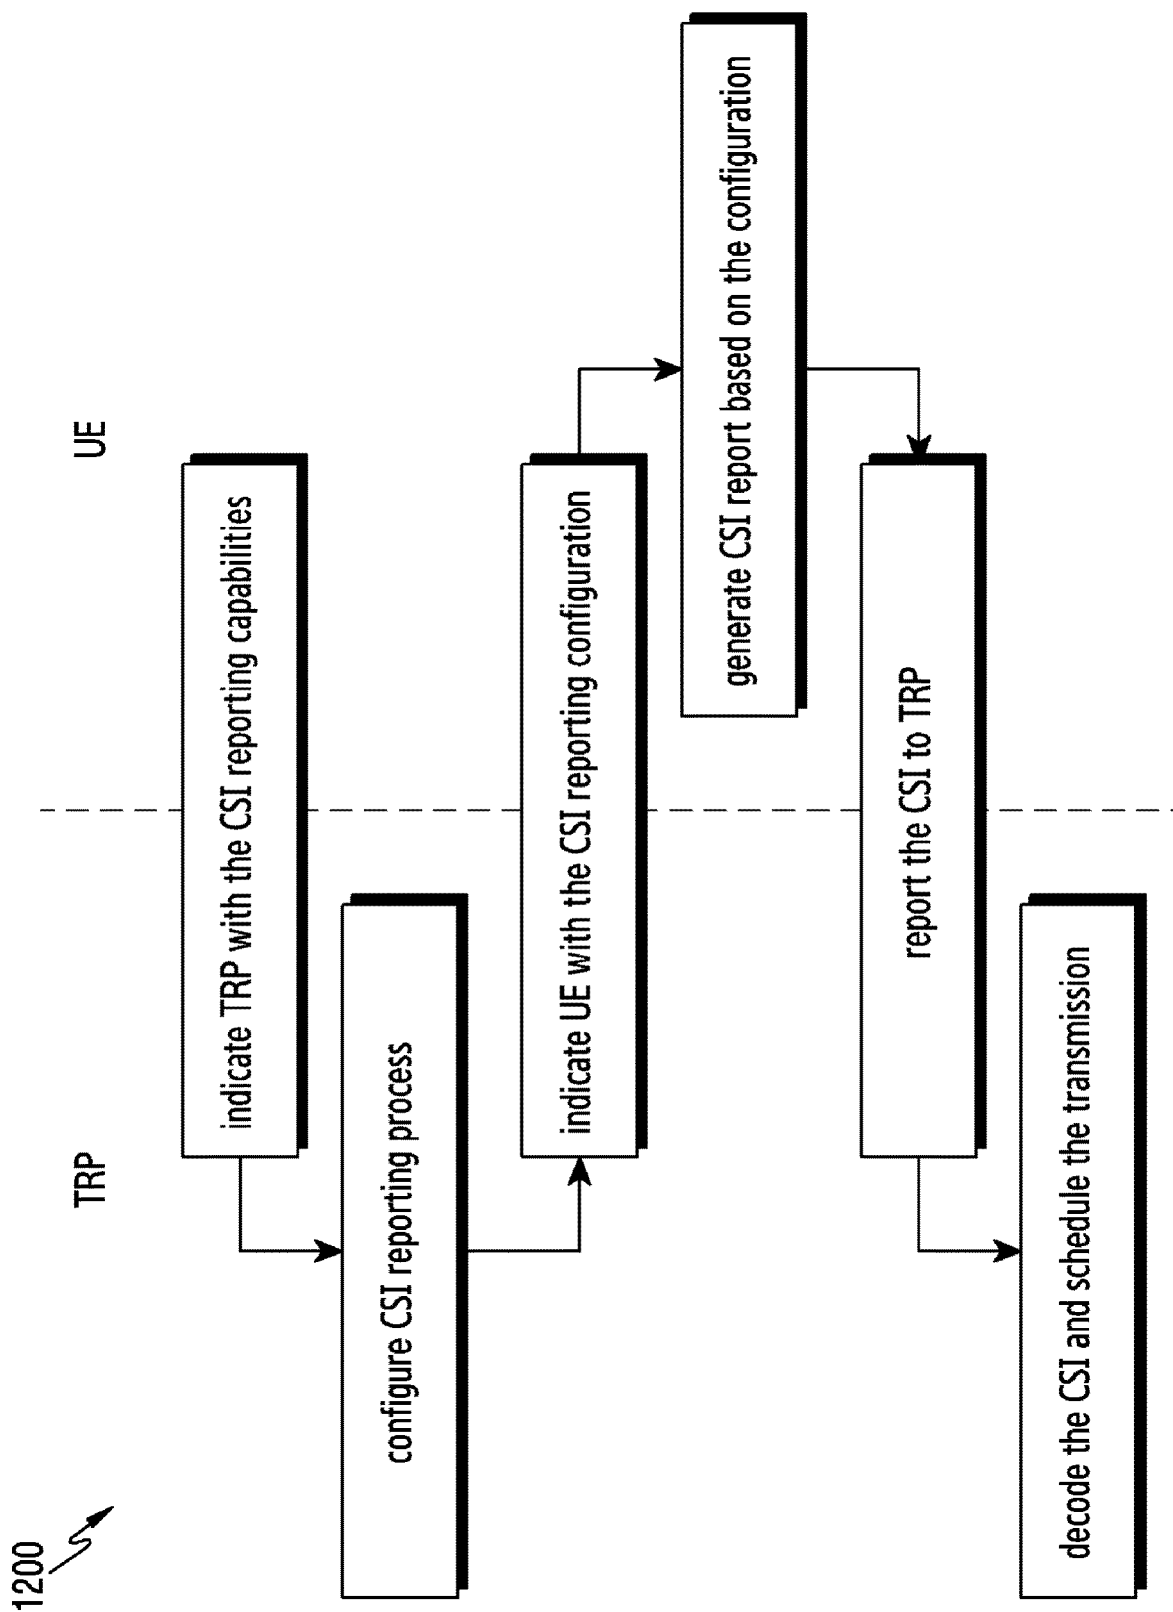 1200
TRP
UE
indicate TRP with the CSI reporting capabilities
configure CSI reporting process
indicate UE with the CSI reporting configuration
generate CSI report based on the configuration
report the CSI to TRP
decode the CSI and schedule the transmission